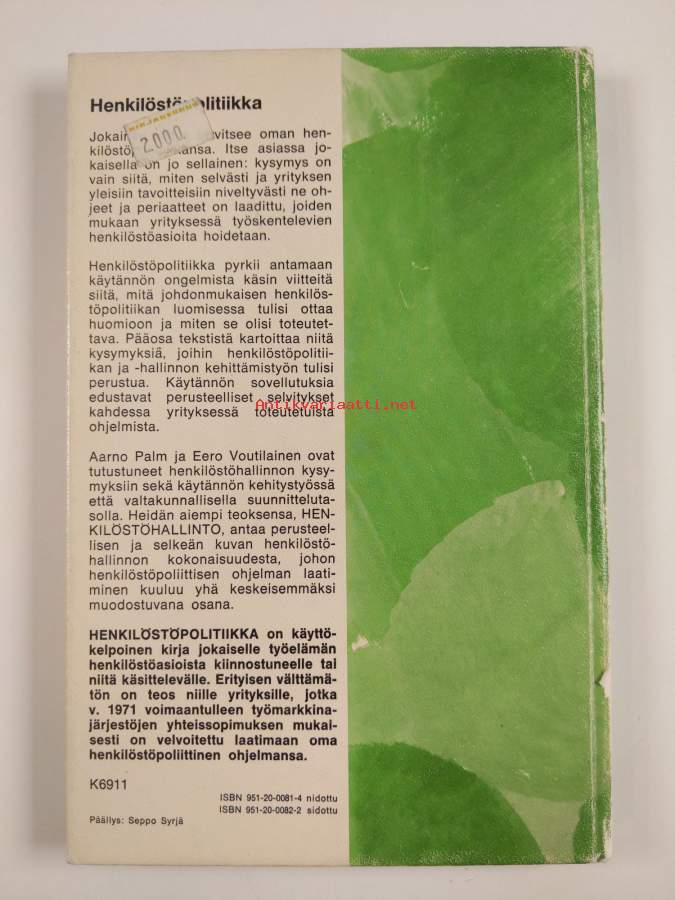 Henkilöstöpolitiikka
KIRJARENGAS
2000
Jokai vitsee oman hen-
kilöstö kansa. Itse asiassa jo-
kaisella on jo sellainen: kysymys on
vain siitä, miten selvästi ja yrityksen
yleisiin tavoitteisiin niveltyvästi ne oh-
jeet ja periaatteet on laadittu, joiden
mukaan yrityksessä työskentelevien
henkilöstöasioita hoidetaan.
Henkilöstöpolitiikka pyrkii antamaan
käytännön ongelmista käsin viitteitä
siitä, mitä johdonmukaisen henkilös-
töpolitiikan luomisessa tulisi ottaa
huomioon ja miten se olisi toteutet-
tava. Pääosa tekstistä kartoittaa niitä
kysymyksiä, joihin henkilöstöpolitii-
kan ja -hallinnon kehittämistyön tulisi
perustua. Käytännön sovellutuksia
edustavat perusteelliset selvitykset
kahdessa yrityksessä toteutetuista
ohjelmista.
Antikvariaatti.net
Aarno Palm ja Eero Voutilainen ovat
tutustuneet henkilöstöhallinnon kysy-
myksiin sekä käytännön kehitystyössä
että valtakunnallisella suunnitteluta-
solla. Heidän aiempi teoksensa, HEN-
KILÖSTÖHALLINTO, antaa perusteel-
lisen ja selkeän kuvan henkilöstö-
hallinnon kokonaisuudesta, johon
henkilöstöpoliittisen ohjelman laati-
minen kuuluu yhä keskeisemmäksi
muodostuvana osana.
HENKILÖSTÖPOLITIIKKA on käyttö-
kelpoinen kirja jokaiselle työelämän
henkilöstöasioista kiinnostuneelle tai
niitä käsittelevälle. Erityisen välttämä-
tön on teos niille yrityksille, jotka
v. 1971 voimaantulleen työmarkkina-
järjestöjen yhteissopimuksen mukai-
sesti on velvoitettu laatimaan oma
henkilöstöpoliittinen ohjelmansa.
K6911
ISBN 951-20-0081-4 nidottu
ISBN 951-20-0082-2 sidottu
Päällys: Seppo Syrjä